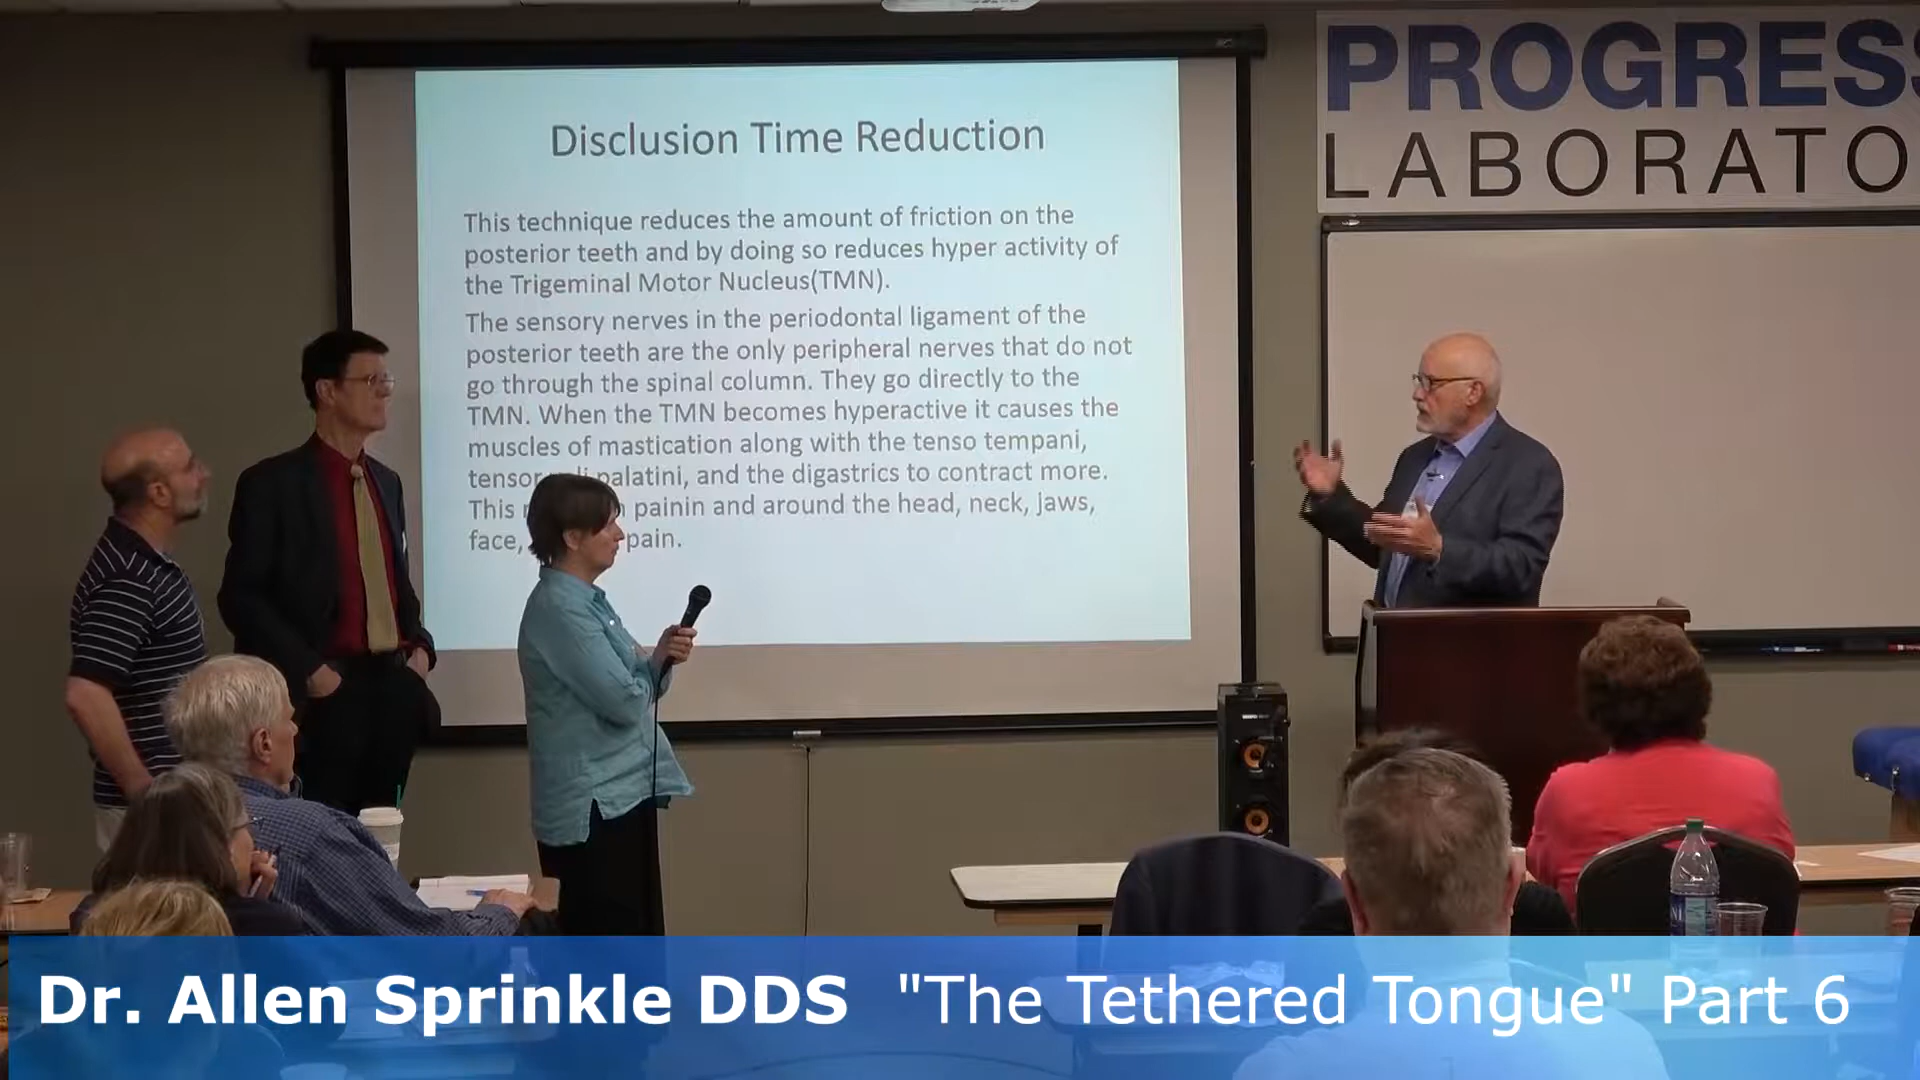 PROGRESS
LABORATO
Disclusion Time Reduction
This technique reduces the amount of friction on the
posterior teeth and by doing so reduces hyper activity of
the Trigeminal Motor Nucleus(TMN).
The sensory nerves in the periodontal ligament of the
posterior teeth are the only peripheral nerves that do not
go through the spinal column. They go directly to the
TMN. When the TMN becomes hyperactive it causes the
muscles of mastication along with the tenso tempani,
tensor palatini, and the digastrics to contract more.
This painin and around the head, neck, jaws,
face, pain.
Dr. Allen Sprinkle DDS "The Tethered Tongue" Part 6